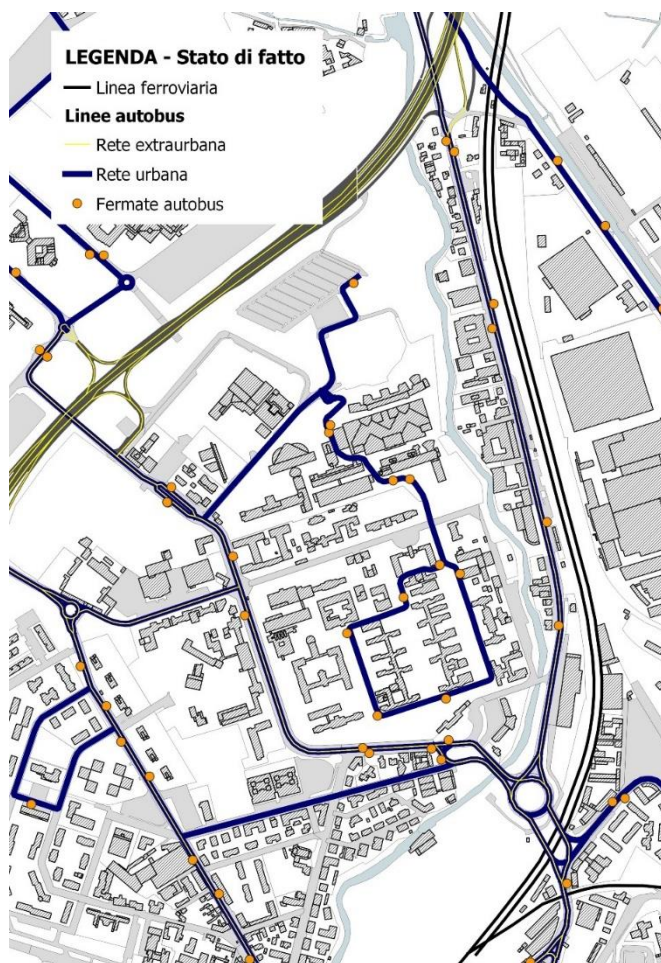 LEGENDA - Stato di fatto
Linea ferroviaria
Linee autobus
Rete extraurbana
Rete urbana
Fermate autobus